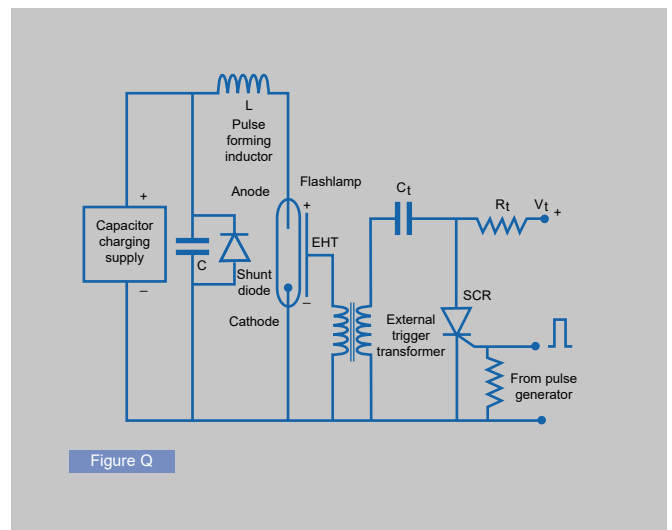 L
Pulse
forming
inductor
Anode
Flashlamp
+
Ct
Rt
Vt +
+
Capacitor
charging
supply
–
C
Shunt
diode
EHT
–
Cathode
External
trigger
transformer
SCR
From pulse
generator
Figure Q